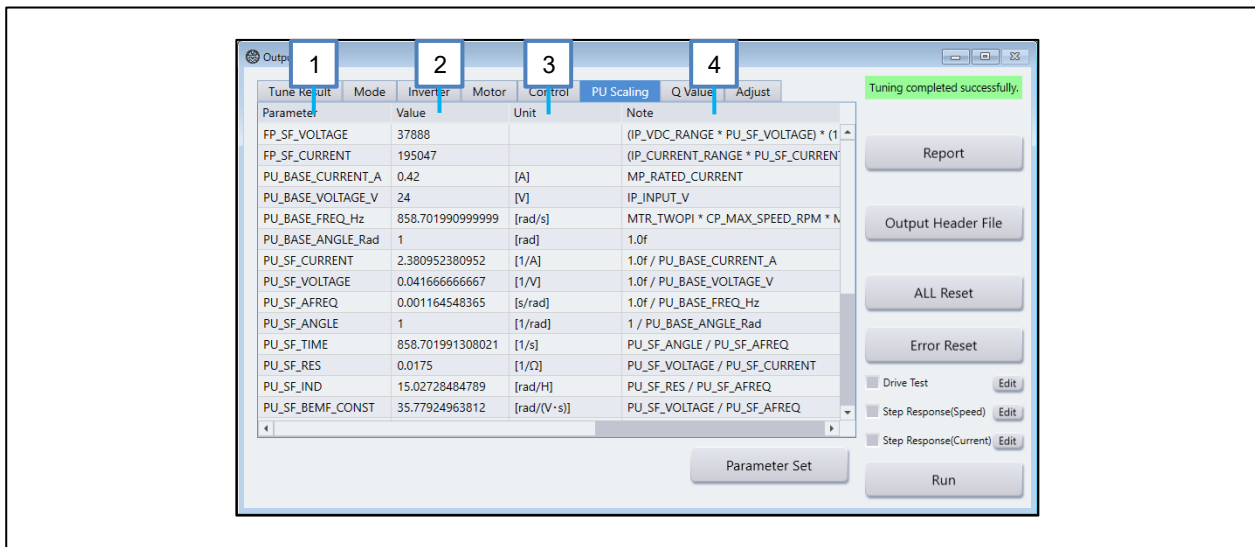 Outp
1 2 3 4
Tune Result Mode Inverter Motor Control PU Scaling Q Value Adjust
Tuning completed successfully.
Parameter Value Unit Note
FP_SF_VOLTAGE 37888 (IP_VDC_RANGE * PU_SF_VOLTAGE) * (1
FP_SF_CURRENT 195047 (IP_CURRENT_RANGE * PU_SF_CURREN
PU_BASE_CURRENT_A 0.42 [A] MP_RATED_CURRENT
PU_BASE_VOLTAGE_V 24 [V] IP_INPUT_V
PU_BASE_FREQ_Hz 858.701990999999 [rad/s] MTR_TWOPI * CP_MAX_SPEED_RPM * M
PU_BASE_ANGLE_Rad 1 [rad] 1.0f
PU_SF_CURRENT 2.380952380952 [1/A] 1.0f / PU_BASE_CURRENT_A
PU_SF_VOLTAGE 0.041666666667 [1/V] 1.0f / PU_BASE_VOLTAGE_V
PU_SF_AFREQ 0.001164548365 [s/rad] 1.0f / PU_BASE_FREQ_Hz
PU_SF_ANGLE 1 [1/rad] 1 / PU_BASE_ANGLE_Rad
PU_SF_TIME 858.701991308021 [1/s] PU_SF_ANGLE / PU_SF_AFREQ
PU_SF_RES 0.0175 [1/Ω] PU_SF_VOLTAGE / PU_SF_CURRENT
PU_SF_IND 15.02728484789 [rad/H] PU_SF_RES / PU_SF_AFREQ
PU_SF_BEMF_CONST 35.77924963812 [rad/(V･s)] PU_SF_VOLTAGE / PU_SF_AFREQ
Report
Output Header File
ALL Reset
Error Reset
Drive Test Edit
Step Response(Speed) Edit
Step Response(Current) Edit
Parameter Set
Run